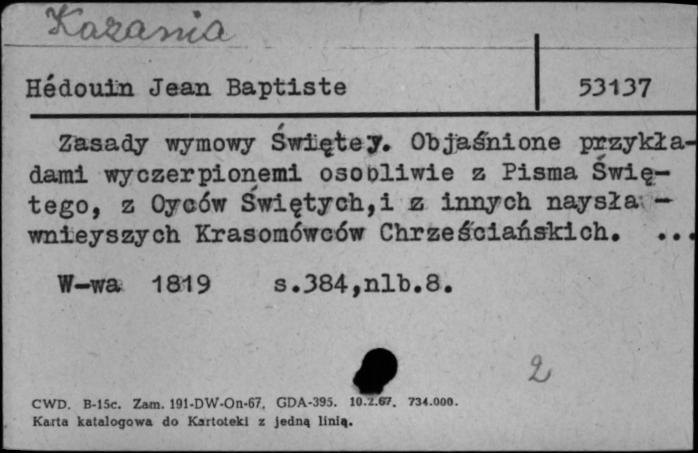 Kazania
Hédouin Jean Baptiste 53137
Zasady wymowy Świętey. Objaśnione przykła-
dami wyczerpionemi osobliwie z Pisma Świę-
tego, z Oyców Świętych,i z innych naysła -
wnieyszych Krasomówców Chrześciańskich. ...
W-wa 1819 s.384,nlb.8.
2
CWD. B-15c. Zam. 191-DW-On-67. GDA-395. 10.2.67. 734.000.
Karta katalogowa do Kartoteki z jedną linią.